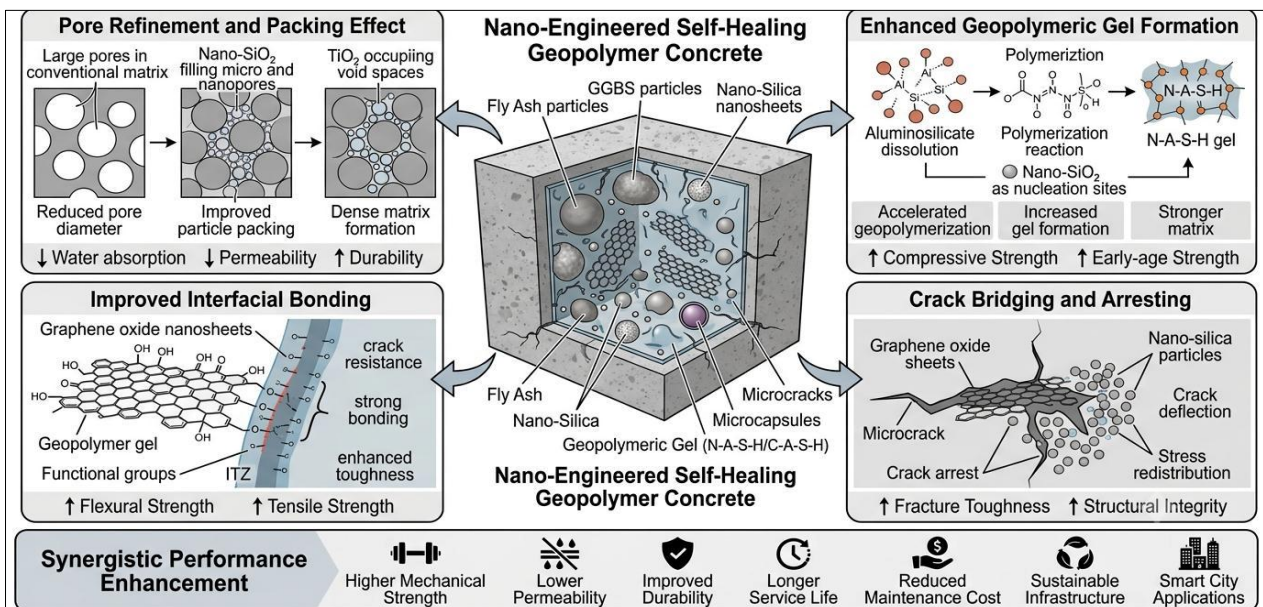 Pore Refinement and Packing Effect
Large pores in
conventional matrix
Nano-SiO₂
filling micro and
nanopores
TiO₂ occupiing
void spaces
Reduced pore
diameter
Improved
particle packing
Dense matrix
formation
↓ Water absorption ↓ Permeability ↑ Durability
Nano-Engineered Self-Healing
Geopolymer Concrete
Fly Ash particles
GGBS particles
Nano-Silica
nanosheets
Fly Ash
Nano-Silica
Microcracks
Microcapsules
Geopolymeric Gel (N-A-S-H/C-A-S-H)
Nano-Engineered Self-Healing
Geopolymer Concrete
Enhanced Geopolymeric Gel Formation
Al
Al
Si
Si
Aluminosilicate
dissolution
Polymeriztion
O
O
N
N
N
S
O
O
H
Polymerization
reaction
N-A-S-H
N-A-S-H gel
Nano-SiO₂
as nucleation sites
Accelerated
geopolymerization
Increased
gel formation
Stronger
matrix
↑ Compressive Strength ↑ Early-age Strength
Improved Interfacial Bonding
Graphene oxide nanosheets
OH
OH
OH
OH
HO
O
HO
OH
OH
Geopolymer gel
Functional groups
ITZ
crack
resistance
strong
bonding
enhanced
toughness
↑ Flexural Strength ↑ Tensile Strength
Crack Bridging and Arresting
Graphene oxide
sheets
Nano-silica
particles
Crack
deflection
Microcrack
Crack arrest
Stress
redistribution
↑ Fracture Toughness ↑ Structural Integrity
Synergistic Performance
Enhancement
Higher Mechanical
Strength
Lower
Permeability
Improved
Durability
Longer
Service Life
$
Reduced
Maintenance Cost
Sustainable
Infrastructure
Smart City
Applications